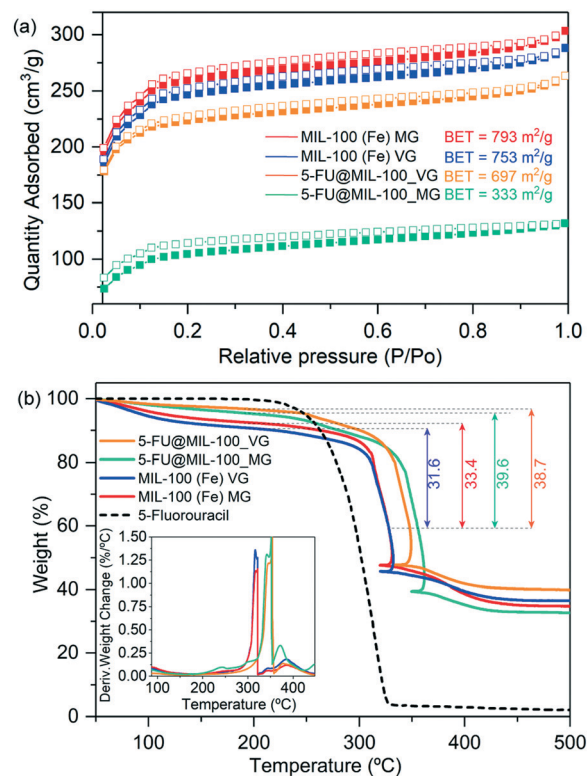 (a)
300
250
200
150
100
Quantity Adsorbed (cm³/g)
MIL-100 (Fe) MG BET = 793 m²/g
MIL-100 (Fe) VG BET = 753 m²/g
5-FU@MIL-100_VG BET = 697 m²/g
5-FU@MIL-100_MG BET = 333 m²/g
0.0 0.2 0.4 0.6 0.8 1.0
Relative pressure (P/Po)
(b)
100
80
60
40
20
0
Weight (%)
5-FU@MIL-100_VG
5-FU@MIL-100_MG
MIL-100 (Fe) VG
MIL-100 (Fe) MG
5-Fluorouracil
31.6
33.4
39.6
38.7
1.50
1.25
1.00
0.75
0.50
0.25
0.00
Deriv.Weight Change (%/ºC)
100 200 300 400
Temperature (ºC)
100 200 300 400 500
Temperature (ºC)